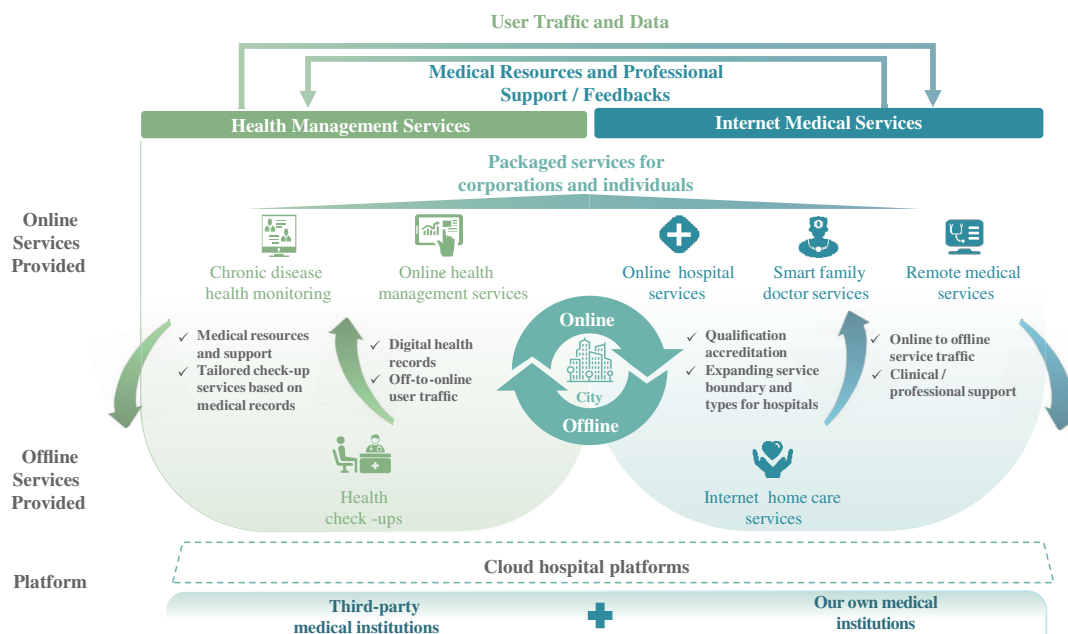 User Traffic and Data
Medical Resources and Professional
Support / Feedbacks
Health Management Services
Internet Medical Services
Packaged services for
corporations and individuals
Online
Services
Provided
Chronic disease
health monitoring
Online health
management services
Online hospital
services
Smart family
doctor services
Remote medical
services
✓ Medical resources
and support
✓ Tailored check-up
services based on
medical records
✓ Digital health
records
✓ Off-to-online
user traffic
Online
City
Offline
✓ Qualification
accreditation
✓ Expanding service
boundary and
types for hospitals
✓ Online to offline
service traffic
✓ Clinical /
professional support
Offline
Services
Provided
Health
check -ups
Internet home care
services
Platform
Cloud hospital platforms
Third-party
medical institutions
Our own medical
institutions